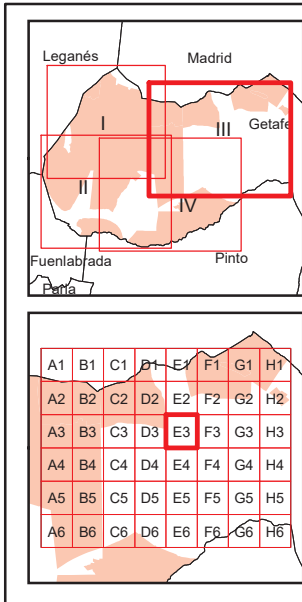 Leganés
Madrid
I
III
Getafe
II
IV
Fuenlabrada
Pinto
Parla
A1 B1 C1 D1 E1 F1 G1 H1
A2 B2 C2 D2 E2 F2 G2 H2
A3 B3 C3 D3 E3 F3 G3 H3
A4 B4 C4 D4 E4 F4 G4 H4
A5 B5 C5 D5 E5 F5 G5 H5
A6 B6 C6 D6 E6 F6 G6 H6